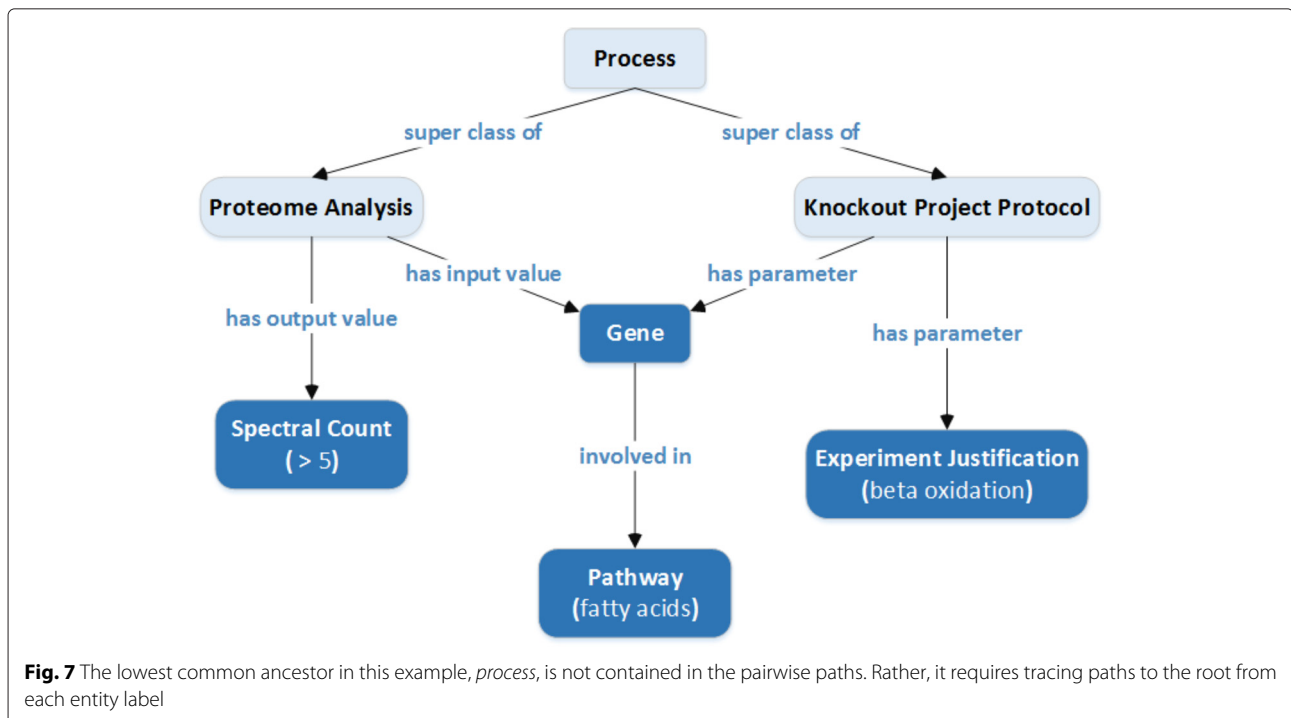 Process
super class of
super class of
Proteome Analysis
Knockout Project Protocol
has input value
has parameter
has output value
Gene
has parameter
Spectral Count
( > 5)
involved in
Experiment Justification
(beta oxidation)
Pathway
(fatty acids)
Fig. 7 The lowest common ancestor in this example, process, is not contained in the pairwise paths. Rather, it requires tracing paths to the root from
each entity label